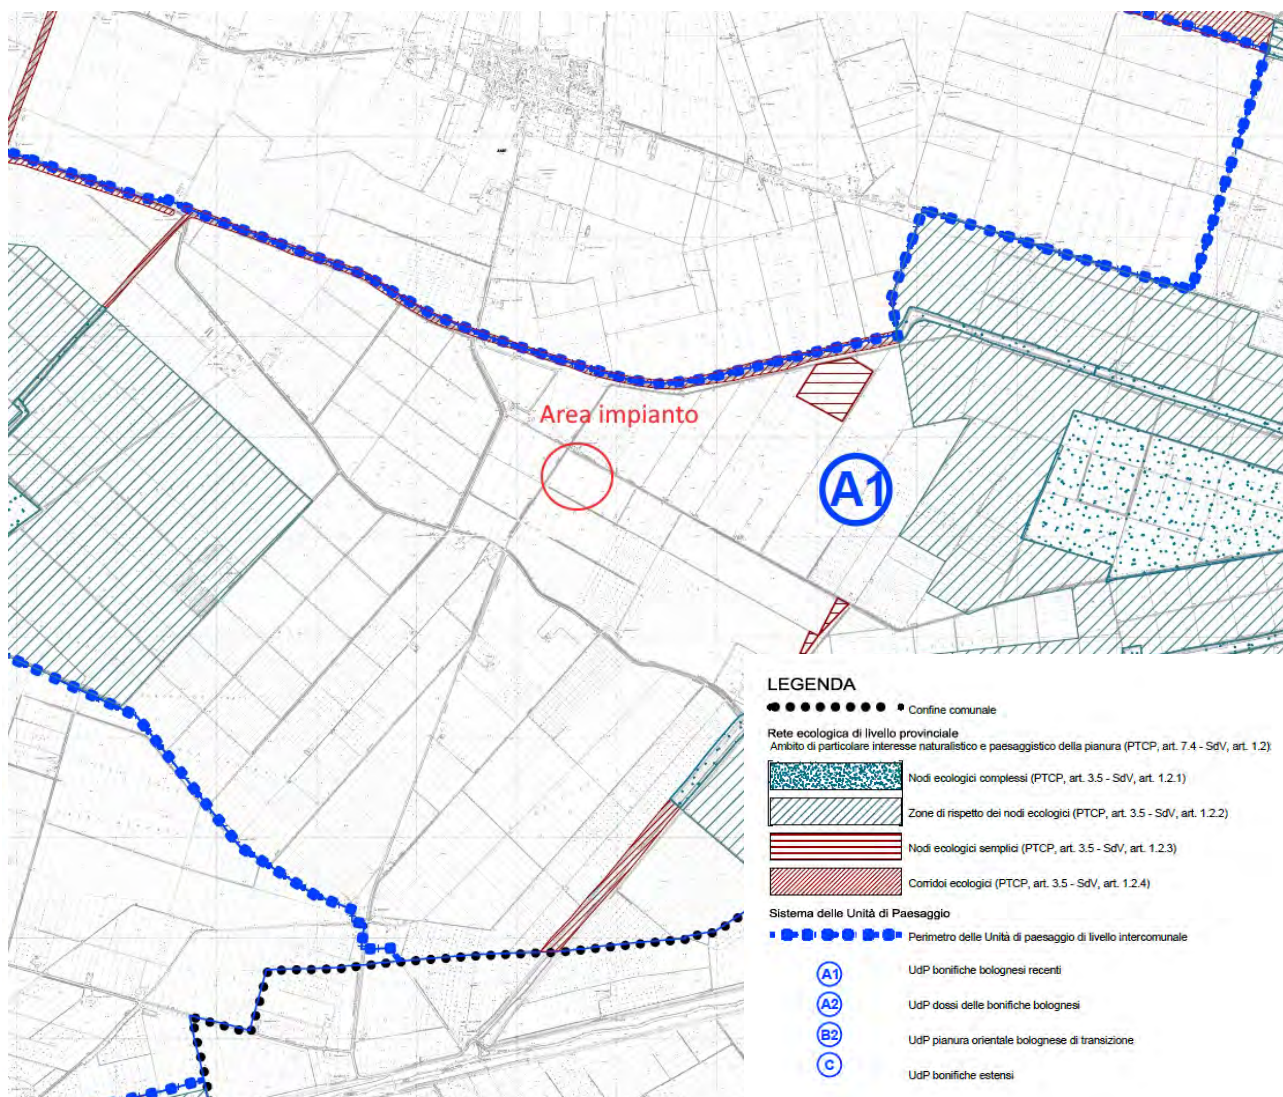 Area impianto
A1
LEGENDA
Confine comunale
Rete ecologica di livello provinciale
Ambito di particolare interesse naturalistico e paesaggistico della pianura (PTCP, art. 7.4 - SdV, art. 1.2)
Nodi ecologici complessi (PTCP, art. 3.5 - SdV, art. 1.2.1)
Zone di rispetto dei nodi ecologici (PTCP, art. 3.5 - SdV, art. 1.2.2)
Nodi ecologici semplici (PTCP, art. 3.5 - SdV, art. 1.2.3)
Corridoi ecologici (PTCP, art. 3.5 - SdV, art. 1.2.4)
Sistema delle Unità di Paesaggio
Perimetro delle Unità di paesaggio di livello intercomunale
A1 UdP bonifiche bolognesi recenti
A2 UdP dossi delle bonifiche bolognesi
B2 UdP pianura orientale bolognese di transizione
C UdP bonifiche estensi